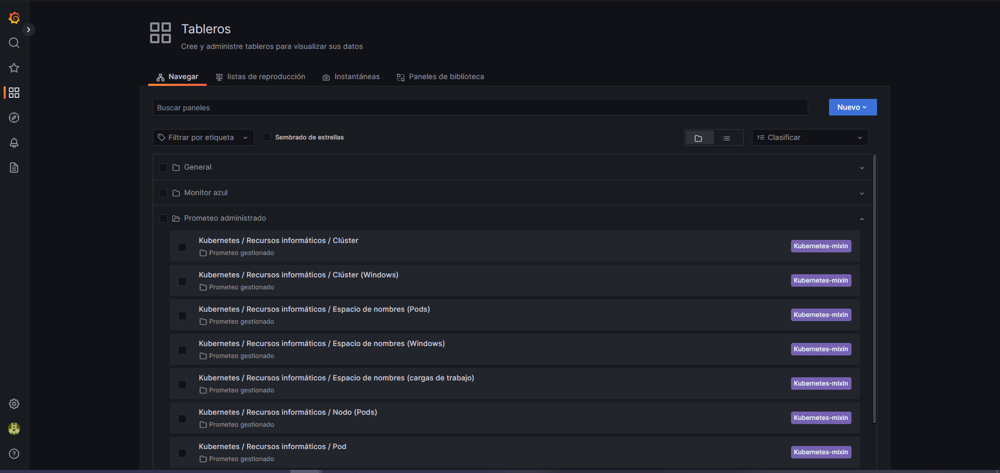 Tableros
Cree y administre tableros para visualizar sus datos
Navegar
listas de reproducción
Instantáneas
Paneles de biblioteca
Buscar paneles
Nuevo
Filtrar por etiqueta
Sembrado de estrellas
Clasificar
General
Monitor azul
Prometeo administrado
Kubernetes / Recursos informáticos / Clúster
Prometeo gestionado
Kubernetes-mixin
Kubernetes / Recursos informáticos / Clúster (Windows)
Prometeo gestionado
Kubernetes-mixin
Kubernetes / Recursos informáticos / Espacio de nombres (Pods)
Prometeo gestionado
Kubernetes-mixin
Kubernetes / Recursos informáticos / Espacio de nombres (Windows)
Prometeo gestionado
Kubernetes-mixin
Kubernetes / Recursos informáticos / Espacio de nombres (cargas de trabajo)
Prometeo gestionado
Kubernetes-mixin
Kubernetes / Recursos informáticos / Nodo (Pods)
Prometeo gestionado
Kubernetes-mixin
Kubernetes / Recursos informáticos / Pod
Prometeo gestionado
Kubernetes-mixin